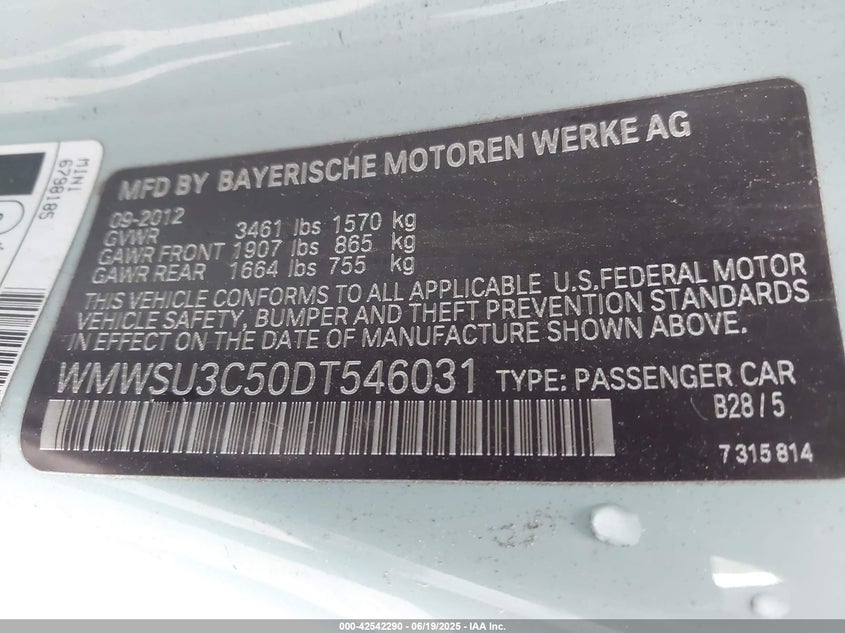 MFD BY BAYERISCHE MOTOREN WERKE AG
09-2012
GVWR 3461 lbs 1570 kg
GAWR FRONT 1907 lbs 865 kg
GAWR REAR 1664 lbs 755 kg
THIS VEHICLE CONFORMS TO ALL APPLICABLE U.S.FEDERAL MOTOR
VEHICLE SAFETY, BUMPER AND THEFT PREVENTION STANDARDS
IN EFFECT ON THE DATE OF MANUFACTURE SHOWN ABOVE.
WMWSU3C50DT546031 TYPE: PASSENGER CAR
B28/5
7315814
MINI
6798185
000-42542290 - 06/19/2025 - IAA Inc.